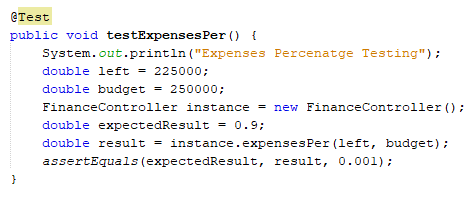 @Test
public void testExpensesPer() {
System.out.println("Expenses Percenatge Testing");
double left = 225000;
double budget = 250000;
FinanceController instance = new FinanceController();
double expectedResult = 0.9;
double result = instance.expensesPer(left, budget);
assertEquals(expectedResult, result, 0.001);
}